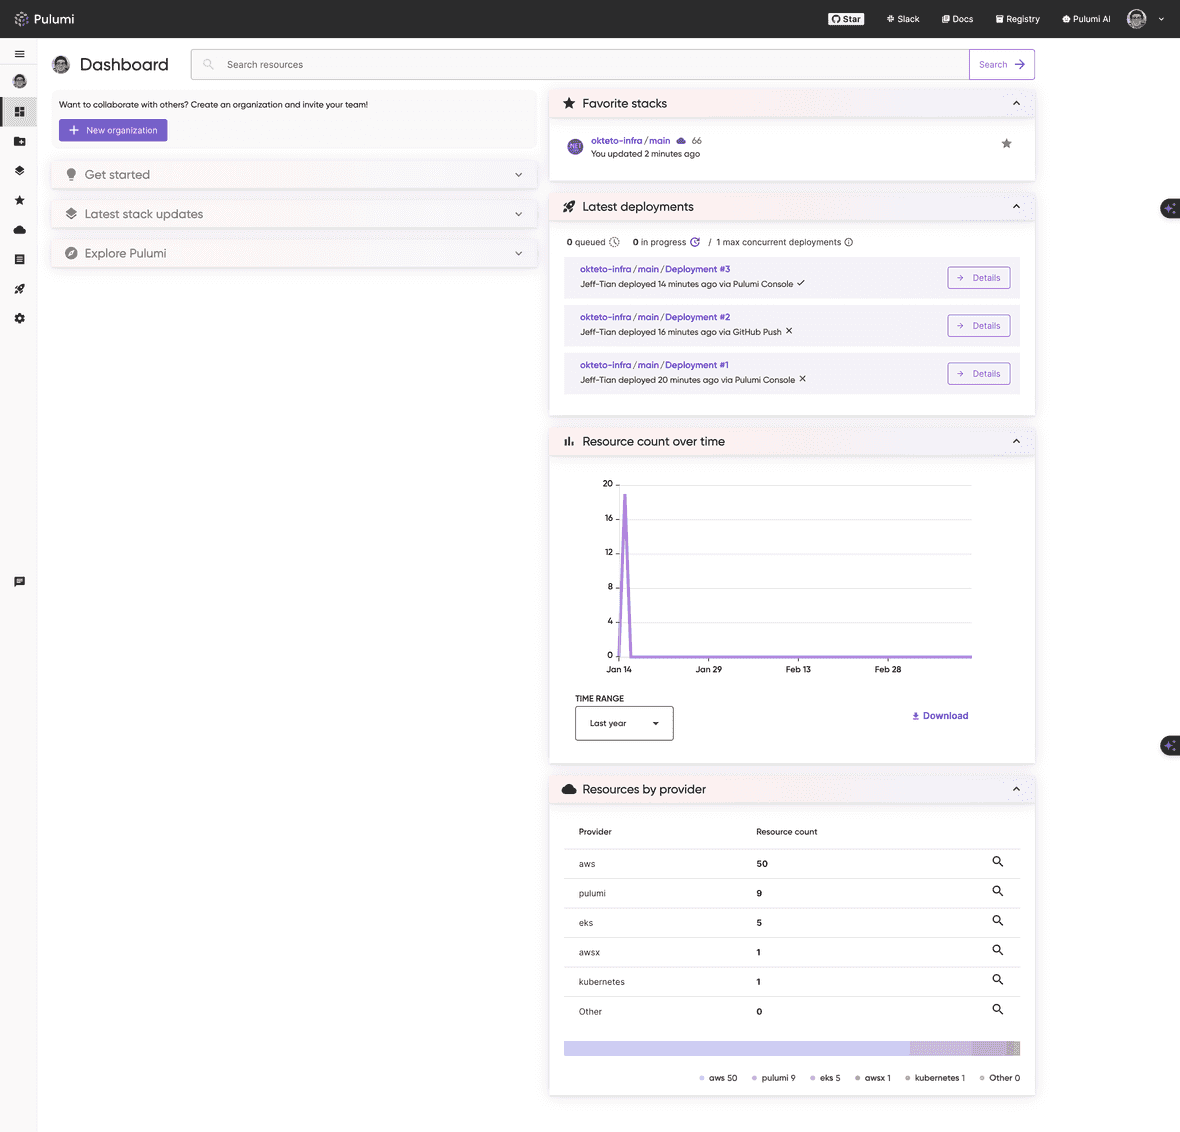 Pulumi
Star
Slack
Docs
Registry
Pulumi AI
Dashboard
Search resources
Search
Want to collaborate with others? Create an organization and invite your team!
New organization
Get started
Latest stack updates
Explore Pulumi
Favorite stacks
okteto-infra/main 66
You updated 2 minutes ago
Latest deployments
0 queued 0 in progress / 1 max concurrent deployments
okteto-infra/main/Deployment #3
Jeff-Tian deployed 14 minutes ago via Pulumi Console
Details
okteto-infra/main/Deployment #2
Jeff-Tian deployed 16 minutes ago via GitHub Push
Details
okteto-infra/main/Deployment #1
Jeff-Tian deployed 20 minutes ago via Pulumi Console
Details
Resource count over time
20
16
12
8
4
0
Jan 14 Jan 29 Feb 13 Feb 28
TIME RANGE
Last year
Download
Resources by provider
Provider Resource count
aws 50
pulumi 9
eks 5
awsx 1
kubernetes 1
Other 0
aws 50 pulumi 9 eks 5 awsx 1 kubernetes 1 Other 0